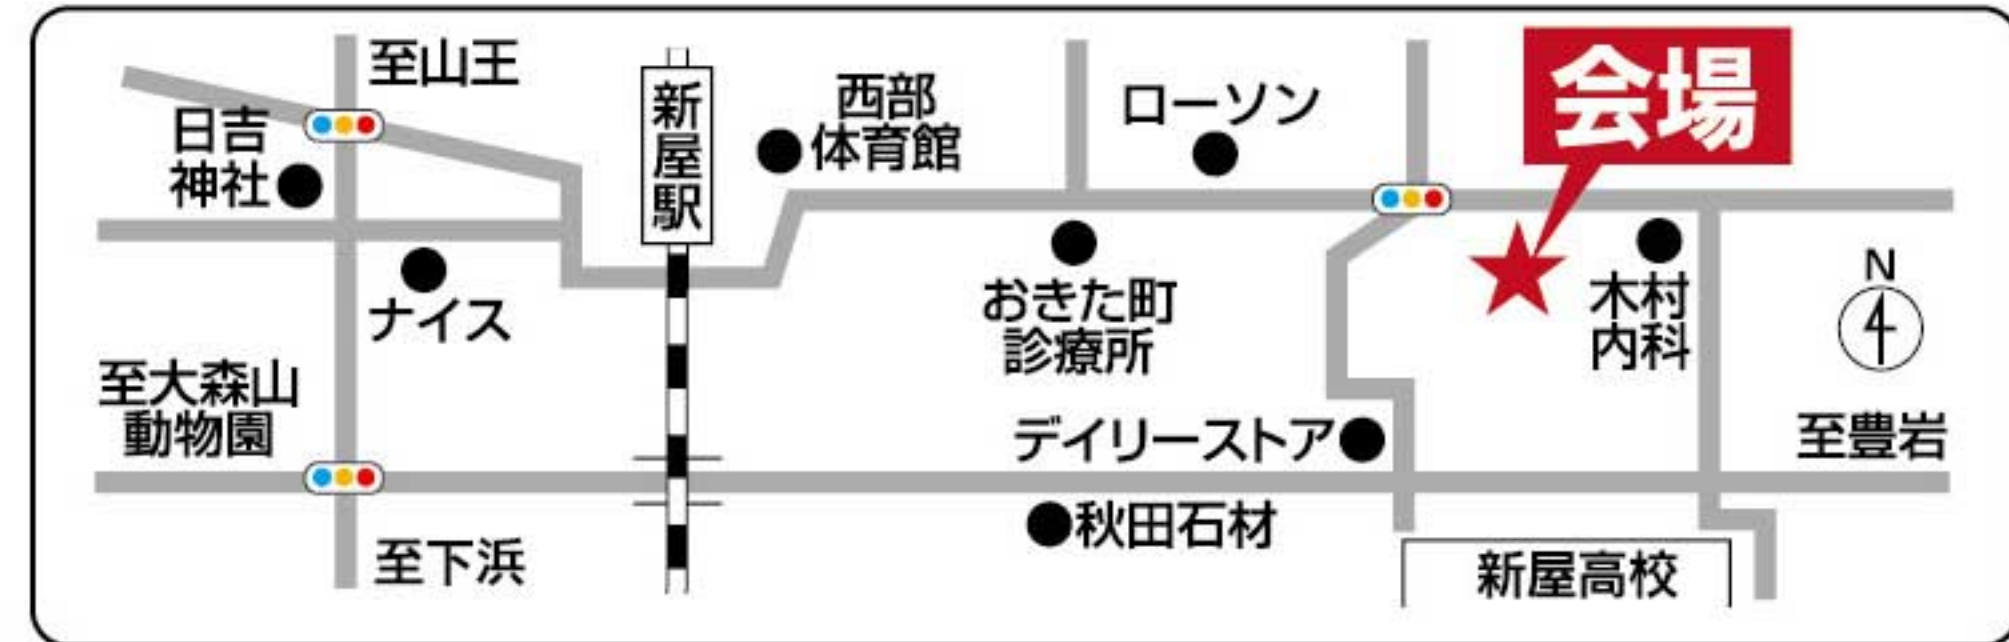 至山王
日吉
神社
ナイス
至大森山
動物園
至下浜
新屋駅
西部
体育館
ローソン
会場
おきた町
診療所
木村
内科
N
デイリーストア
至豊岩
秋田石材
新屋高校